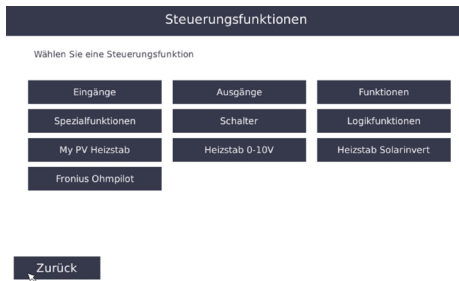 Steuerungsfunktionen
Wählen Sie eine Steuerungsfunktion
Eingänge Ausgänge Funktionen
Spezialfunktionen Schalter Logikfunktionen
My PV Heizstab Heizstab 0-10V Heizstab Solarinvert
Fronius Ohmpilot
Zurück